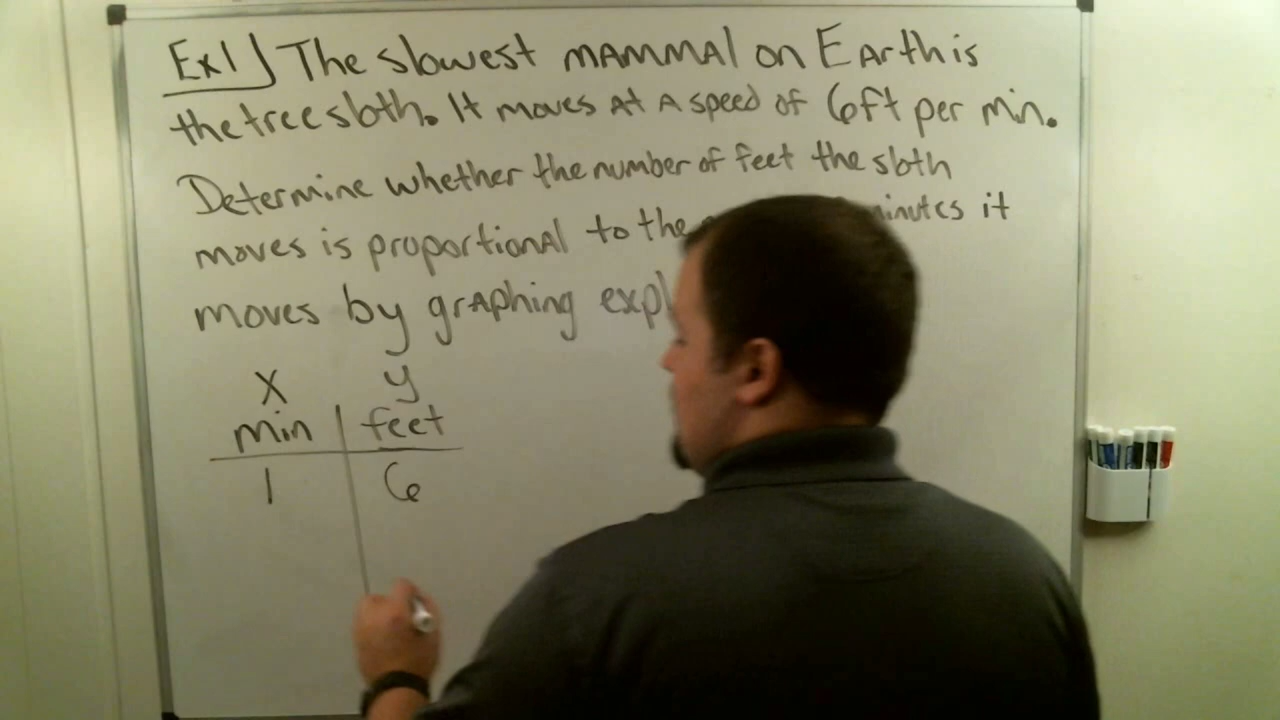 Ex1) The slowest MAMMAl on EArth is
the tree sloth. It moves At A speed of 6ft per min.
Determine whether the number of feet the sloth
moves is proportionAl to the minutes it
moves by grAphing
x y
min feet
1 6